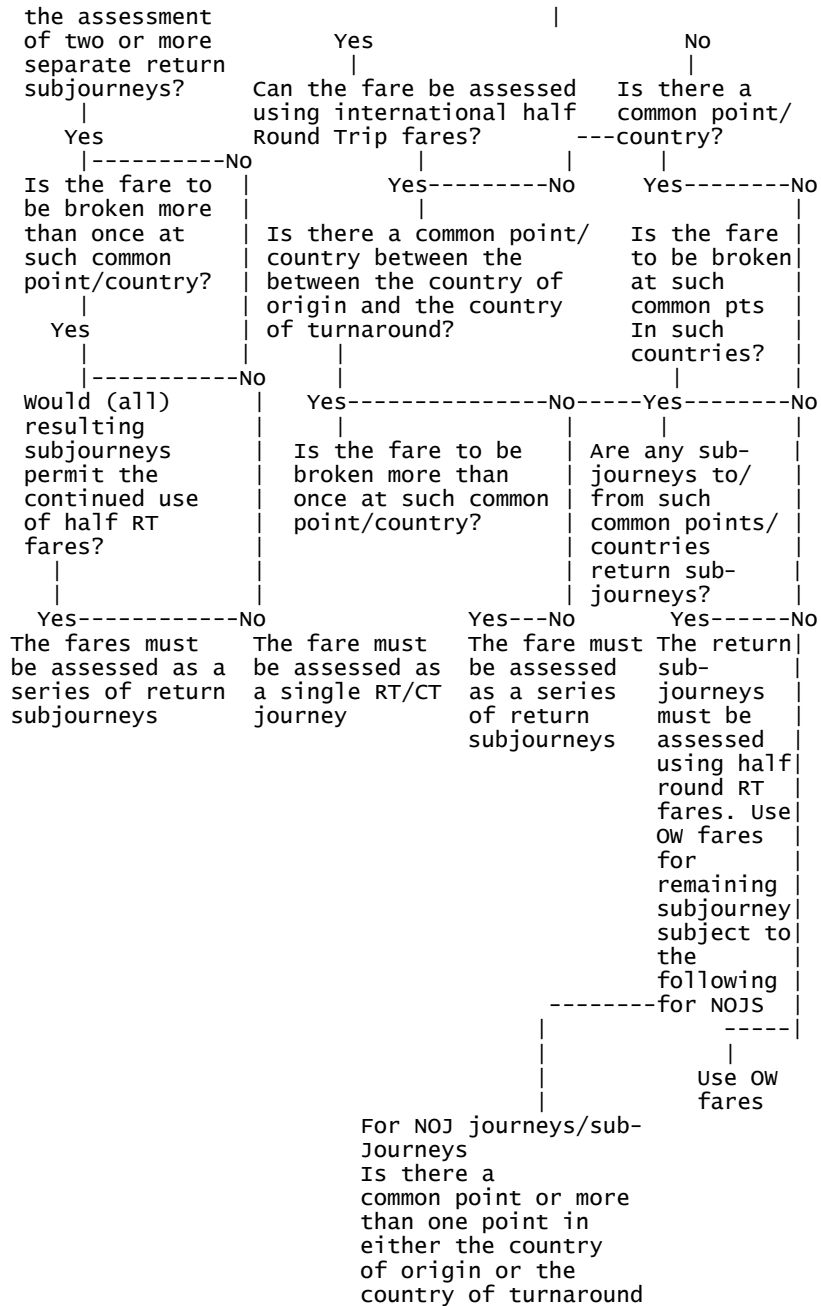 the assessment                                 |
of two or more            Yes                             No
separate return            |                              |
subjourneys?      Can the fare be assessed    Is there a
     |            using international half    common point/
    Yes           Round Trip fares?       ---country?
     |----------No              |            |       |
Is the fare to  |            Yes---------No      Yes--------No
be broken more  |               |                            |
than once at    | Is there a common point/    Is the fare |
such common     | country between the         to be broken|
point/country?  | between the country of      at such     |
     |          | origin and the country      common pts  |
   Yes          | of turnaround?              In such     |
     |          |       |                     countries?  |
     |-----------No     |                         |       |
Would (all)      |    Yes---------------No-----Yes--------No
resulting        |     |                 |      |         |
subjourneys      |  Is the fare to be    | Are any sub-   |
permit the       |  broken more than     | journeys to/   |
continued use    |  once at such common  | from such      |
of half RT       |  point/country?       | common points/ |
fares?           |                       | countries      |
  |              |                       | return sub-    |
  |              |                       | journeys?      |
Yes------------No               Yes---No       Yes------No
The fares must    The fare must   The fare must The return|
be assessed as a  be assessed as  be assessed   sub-      |
series of return  a single RT/CT  as a series   journeys  |
subjourneys       journey         of return     must be   |
subjourneys   assessed  |
using half|
round RT  |
fares. Use|
OW fares  |
for       |
remaining |
subjourney|
subject to|
the       |
following |
--------for NOJS  |
|            -----|
|            |
|          Use OW
|          fares
For NOJ journeys/sub-
Journeys
Is there a
common point or more
than one point in
either the country
of origin or the
country of turnaround